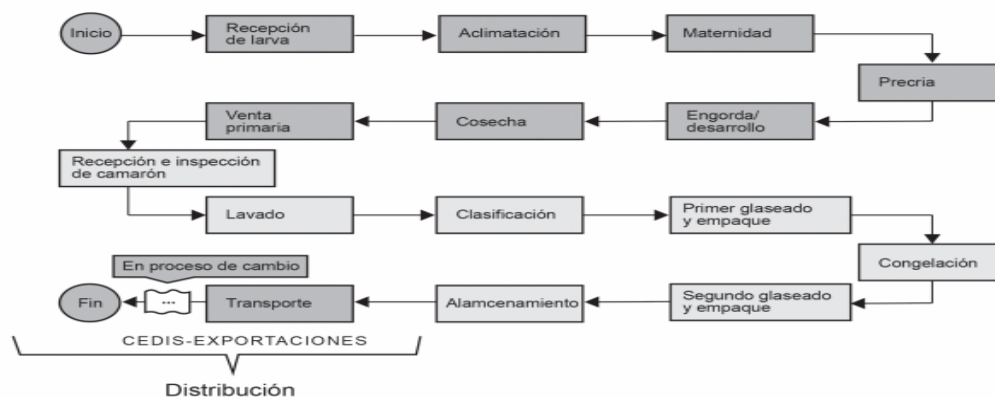 Inicio
Recepción
de larva
Aclimatación
Maternidad
Precria
Engorda/
desarrollo
Cosecha
Venta
primaria
Recepción e inspección
de camarón
Lavado
Clasificación
Primer glaseado
y empaque
Congelación
Segundo glaseado
y empaque
Alamcenamiento
Transporte
En proceso de cambio
...
Fin
CEDIS-EXPORTACIONES
Distribución